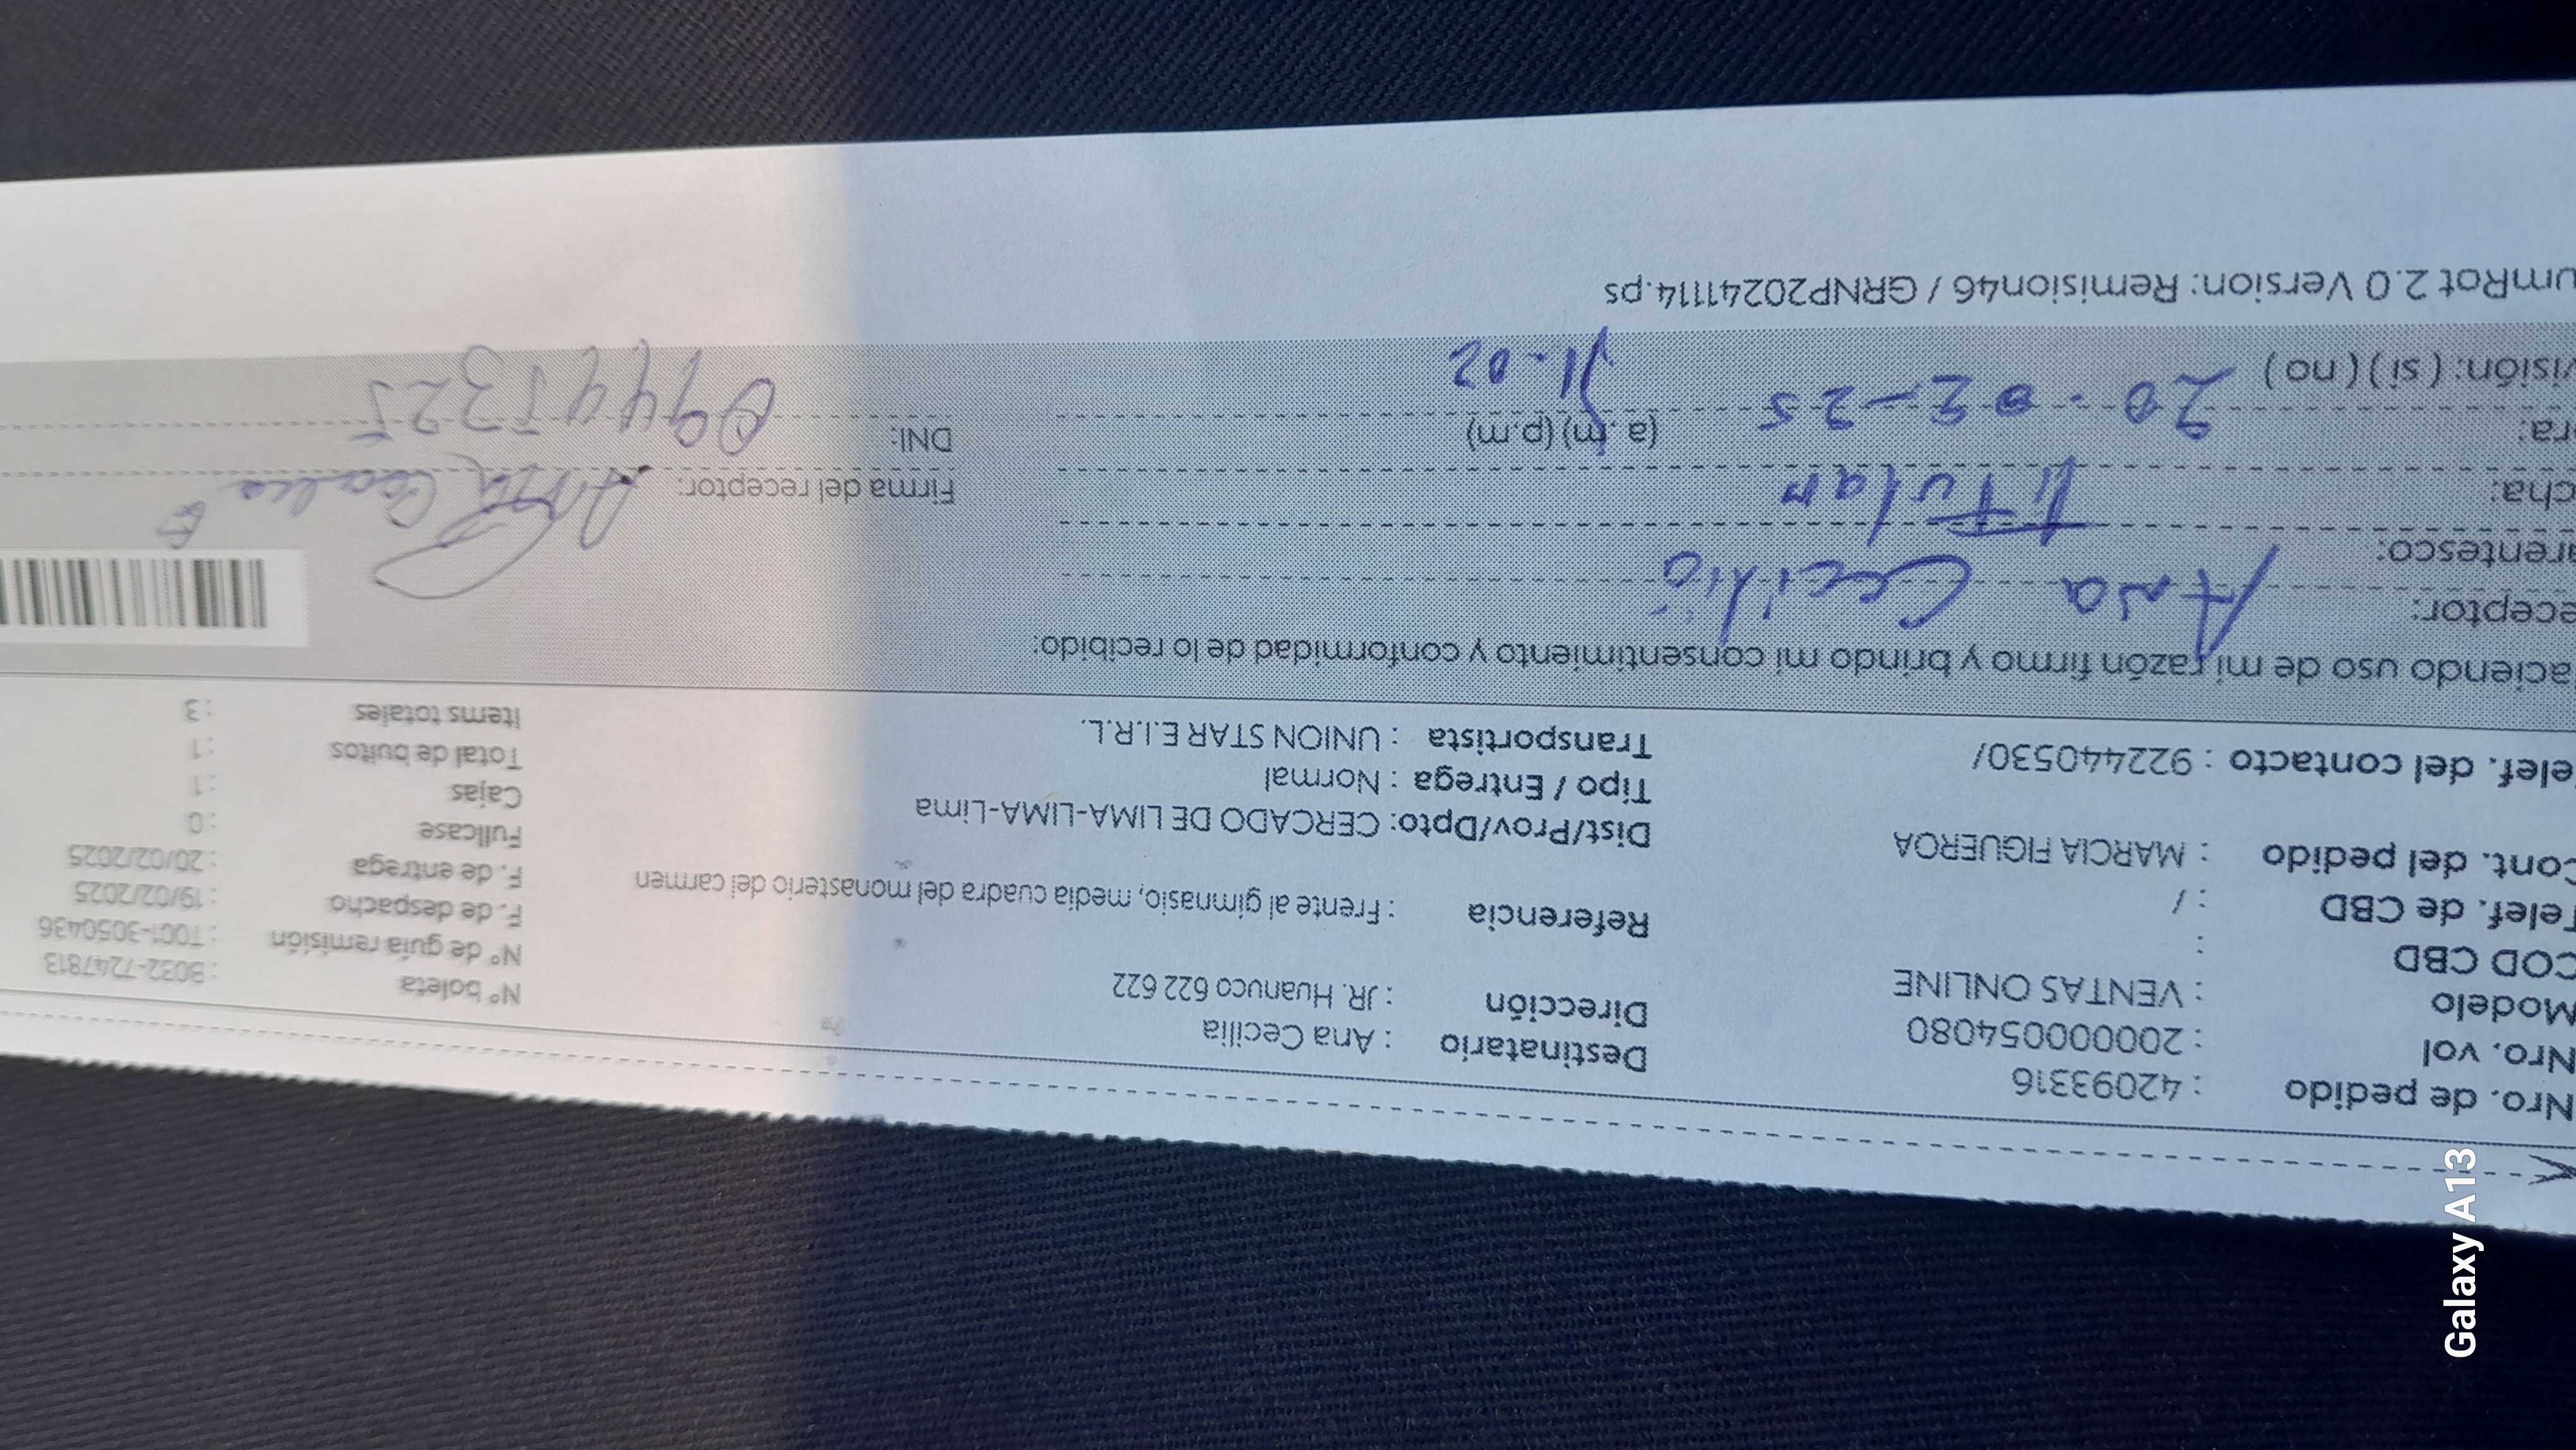 Nro. de pedido : 42093316
Nro. vol : 200000054080
Modelo : VENTAS ONLINE
COD CBD :
Telef. de CBD : /
Cont. del pedido : MARCIA FIGUEROA
Telef. del contacto : 922440530/
Destinatario : Ana Cecilia
Dirección : JR. Huanuco 622 622
Referencia : Frente al gimnasio, media cuadra del monasterio del carmen
Dist/Prov/Dpto: CERCADO DE LIMA-LIMA-Lima
Tipo / Entrega : Normal
Transportista : UNION STAR E.I.R.L.
N° boleta : B032-7247813
N° de guía remisión : T001-3050436
F. de despacho : 19/02/2025
F. de entrega : 20/02/2025
Fullcase : 0
Cajas : 1
Total de bultos : 1
Items totales : 3
aciendo uso de mi razón firmo y brindo mi consentimiento y conformidad de lo recibido:
eceptor: Ana Cecilia
arentesco: Titular
cha: 20-02-25
ra: 11-02 (a.m) (p.m)
visión: ( si ) ( no )
Firma del receptor: Ana Cecilia
DNI: 09445325
umRot 2.0 Version: Remision46 / GRNP20241114.ps
Galaxy A13